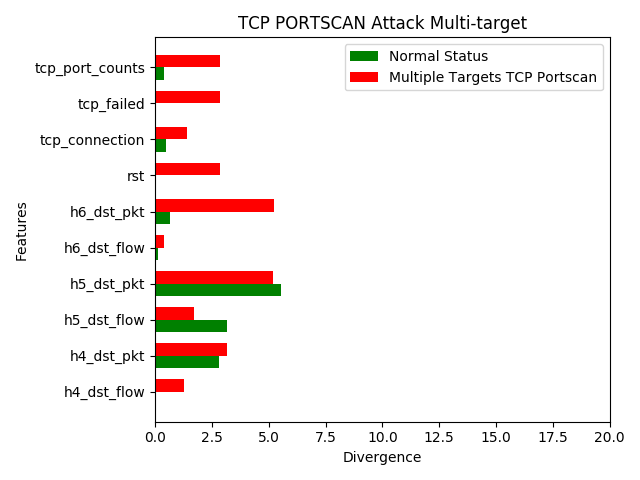 TCP PORTSCAN Attack Multi-target
Normal Status
Multiple Targets TCP Portscan
Features
tcp_port_counts
tcp_failed
tcp_connection
rst
h6_dst_pkt
h6_dst_flow
h5_dst_pkt
h5_dst_flow
h4_dst_pkt
h4_dst_flow
0.0 2.5 5.0 7.5 10.0 12.5 15.0 17.5 20.0
Divergence